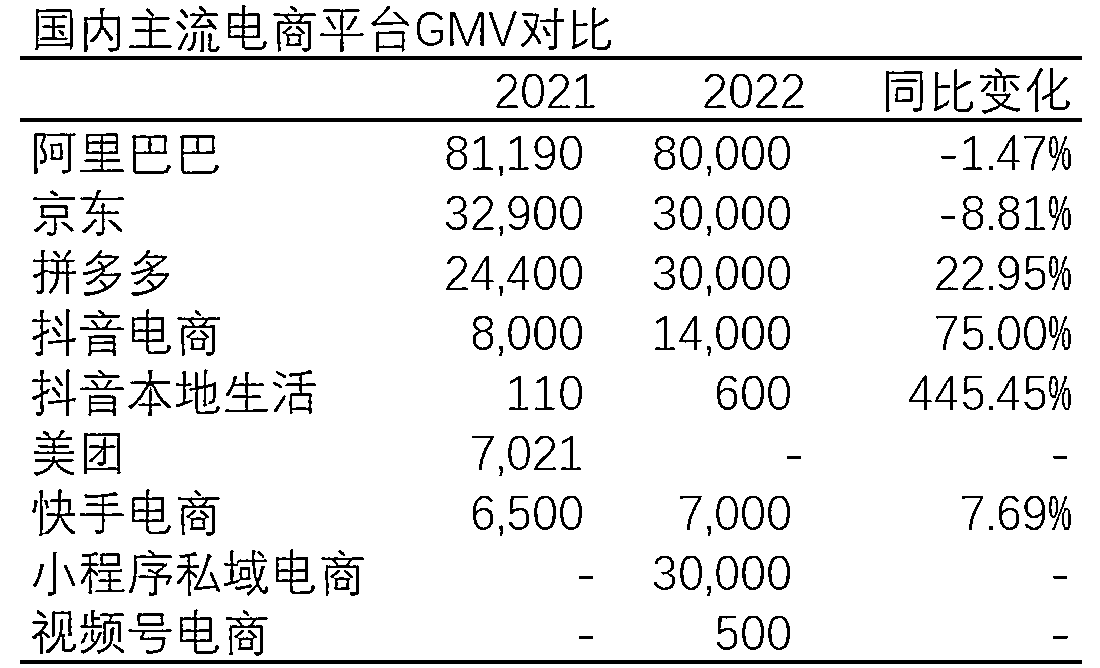 国内主流电商平台GMV对比
2021 2022 同比变化
阿里巴巴 81,190 80,000 -1.47%
京东 32,900 30,000 -8.81%
拼多多 24,400 30,000 22.95%
抖音电商 8,000 14,000 75.00%
抖音本地生活 110 600 445.45%
美团 7,021 - -
快手电商 6,500 7,000 7.69%
小程序私域电商 - 30,000 -
视频号电商 - 500 -